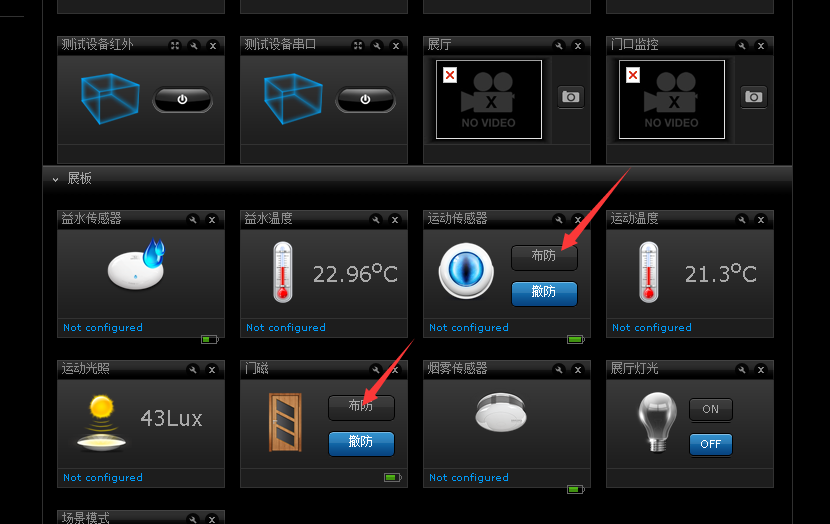 测试设备红外
测试设备串口
展厅
门口监控
X
NO VIDEO
X
NO VIDEO
展板
益水传感器
益水温度
运动传感器
运动温度
22.96°C
布防
撤防
21.3°C
Not configured
Not configured
Not configured
Not configured
运动光照
门磁
烟雾传感器
展厅灯光
43Lux
布防
撤防
ON
OFF
Not configured
Not configured
场景模式